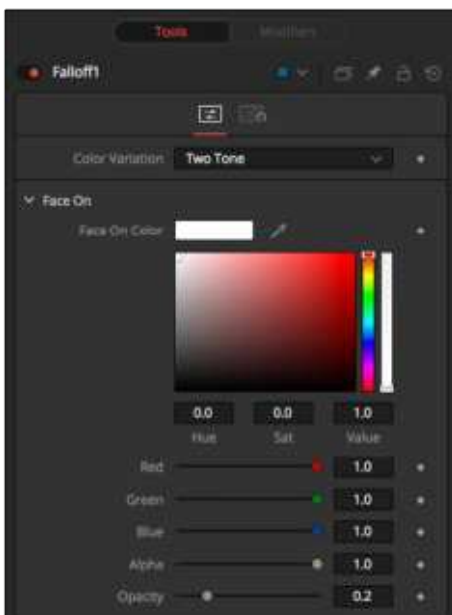 Tools Modifiers
Falloff1
Color Variation Two Tone
Face On
Face On Color
0.0 0.0 1.0
Hue Sat Value
Red 1.0
Green 1.0
Blue 1.0
Alpha 1.0
Opacity 0.2